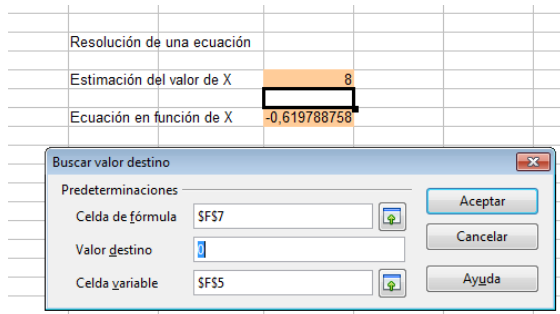 Resolución de una ecuación
Estimación del valor de X 8
Ecuación en función de X -0,619788758
Buscar valor destino
Predeterminaciones
Celda de fórmula $F$7
Valor destino 0
Celda variable $F$5
Aceptar
Cancelar
Ayuda